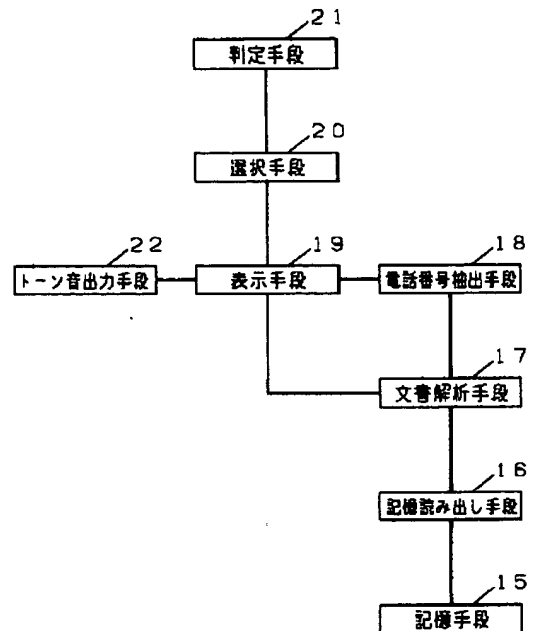 21
判定手段
20
選択手段
22
19
18
トーン音出力手段
表示手段
電話番号抽出手段
17
文書解析手段
16
記憶読み出し手段
15
記憶手段